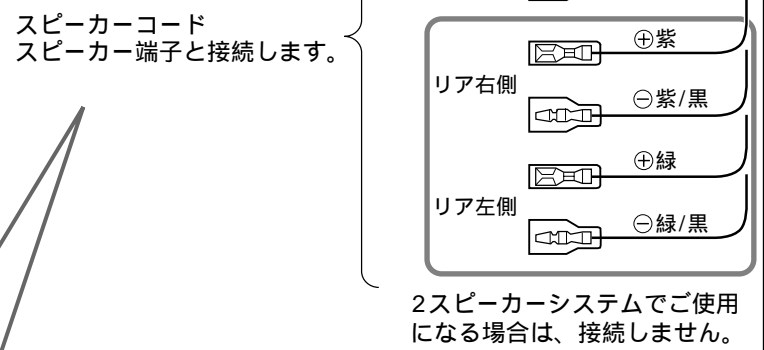 スピーカーコード
スピーカー端子と接続します。
⊕紫
リア右側
⊖紫/黒
⊕緑
リア左側
⊖緑/黒
2スピーカーシステムでご使用
になる場合は、接続しません。